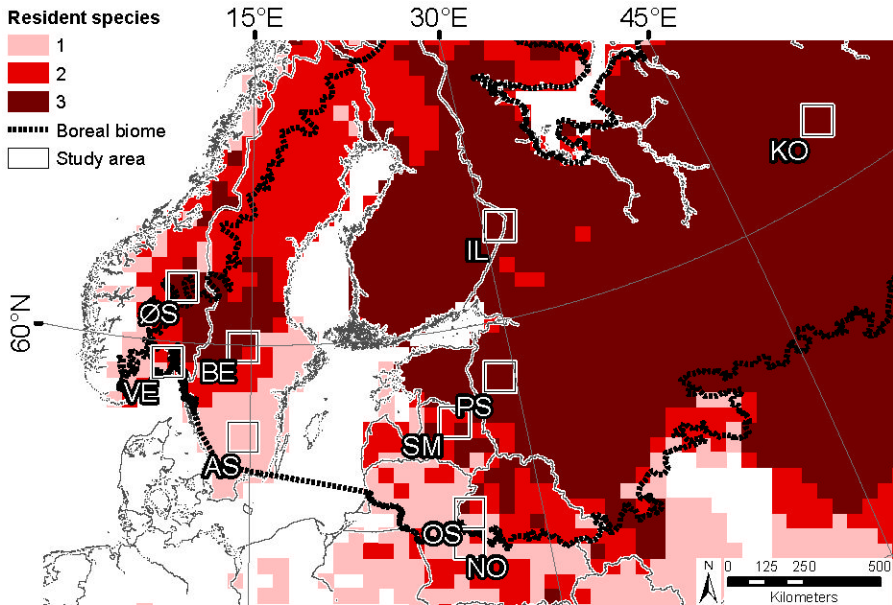 Resident species
1
2
3
Boreal biome
Study area
15°E
30°E
45°E
60°N
KO
IL
ØS
BE
VE
PS
SM
AS
OS
NO
N
0 125 250 500
Kilometers